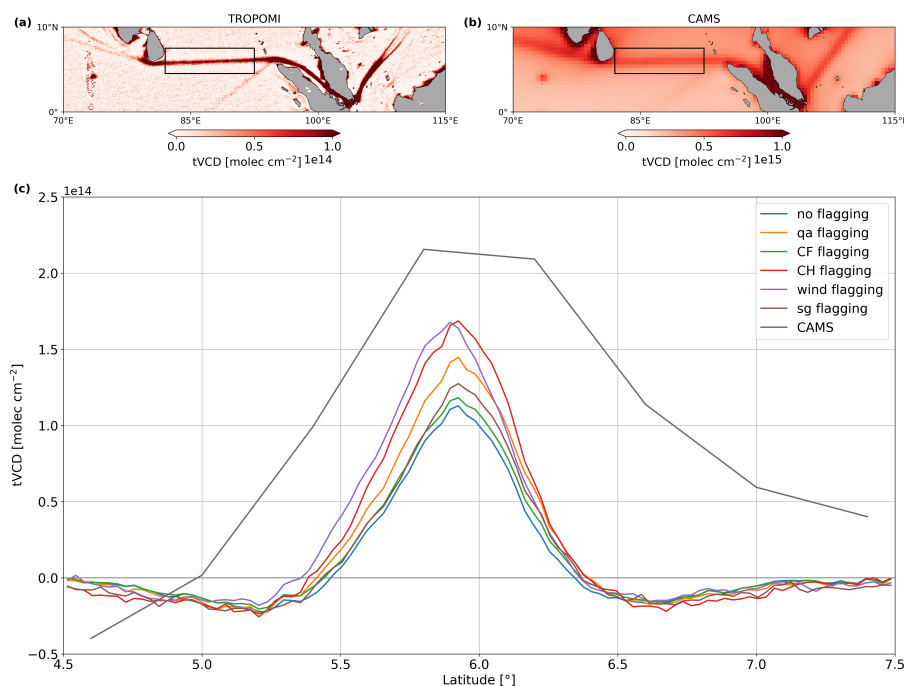 (a) TROPOMI
10°N
0°
70°E 85°E 100°E 115°E
0.0 0.5 1.0
tVCD [molec cm−2] 1e14
(b) CAMS
10°N
0°
70°E 85°E 100°E 115°E
0.0 0.5 1.0
tVCD [molec cm−2] 1e15
(c) 1e14
2.5
2.0
1.5
1.0
0.5
0.0
−0.5
tVCD [molec cm−2]
no flagging
qa flagging
CF flagging
CH flagging
wind flagging
sg flagging
CAMS
4.5 5.0 5.5 6.0 6.5 7.0 7.5
Latitude [°]